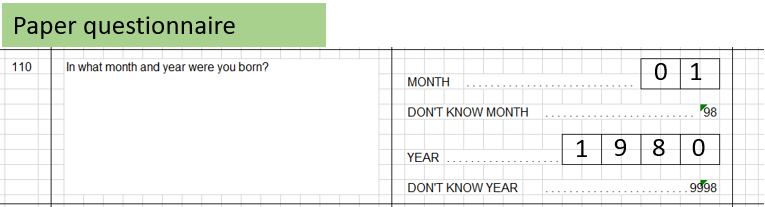 Paper questionnaire
110 In what month and year were you born?
MONTH ............................ 0 1
DON'T KNOW MONTH ......................... 98
YEAR ................... 1 9 8 0
DON'T KNOW YEAR ......................... 9998